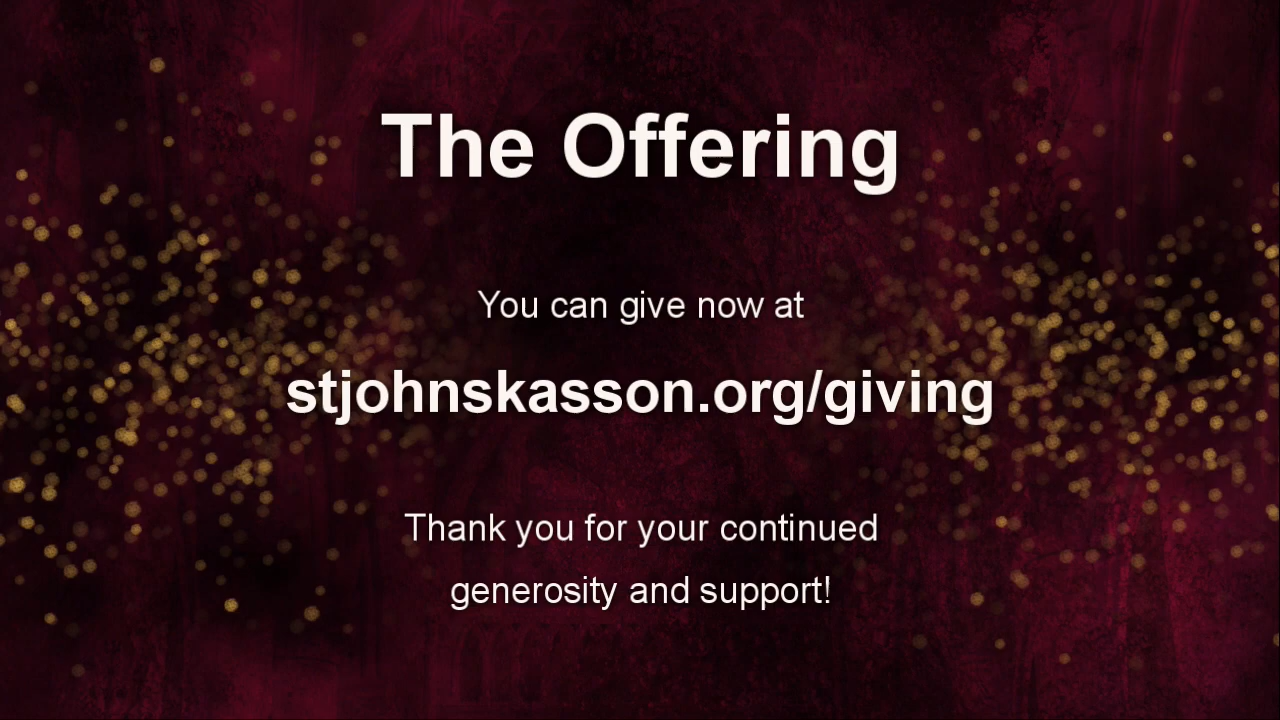 The Offering
You can give now at
stjohnskasson.org/giving
Thank you for your continued
generosity and support!